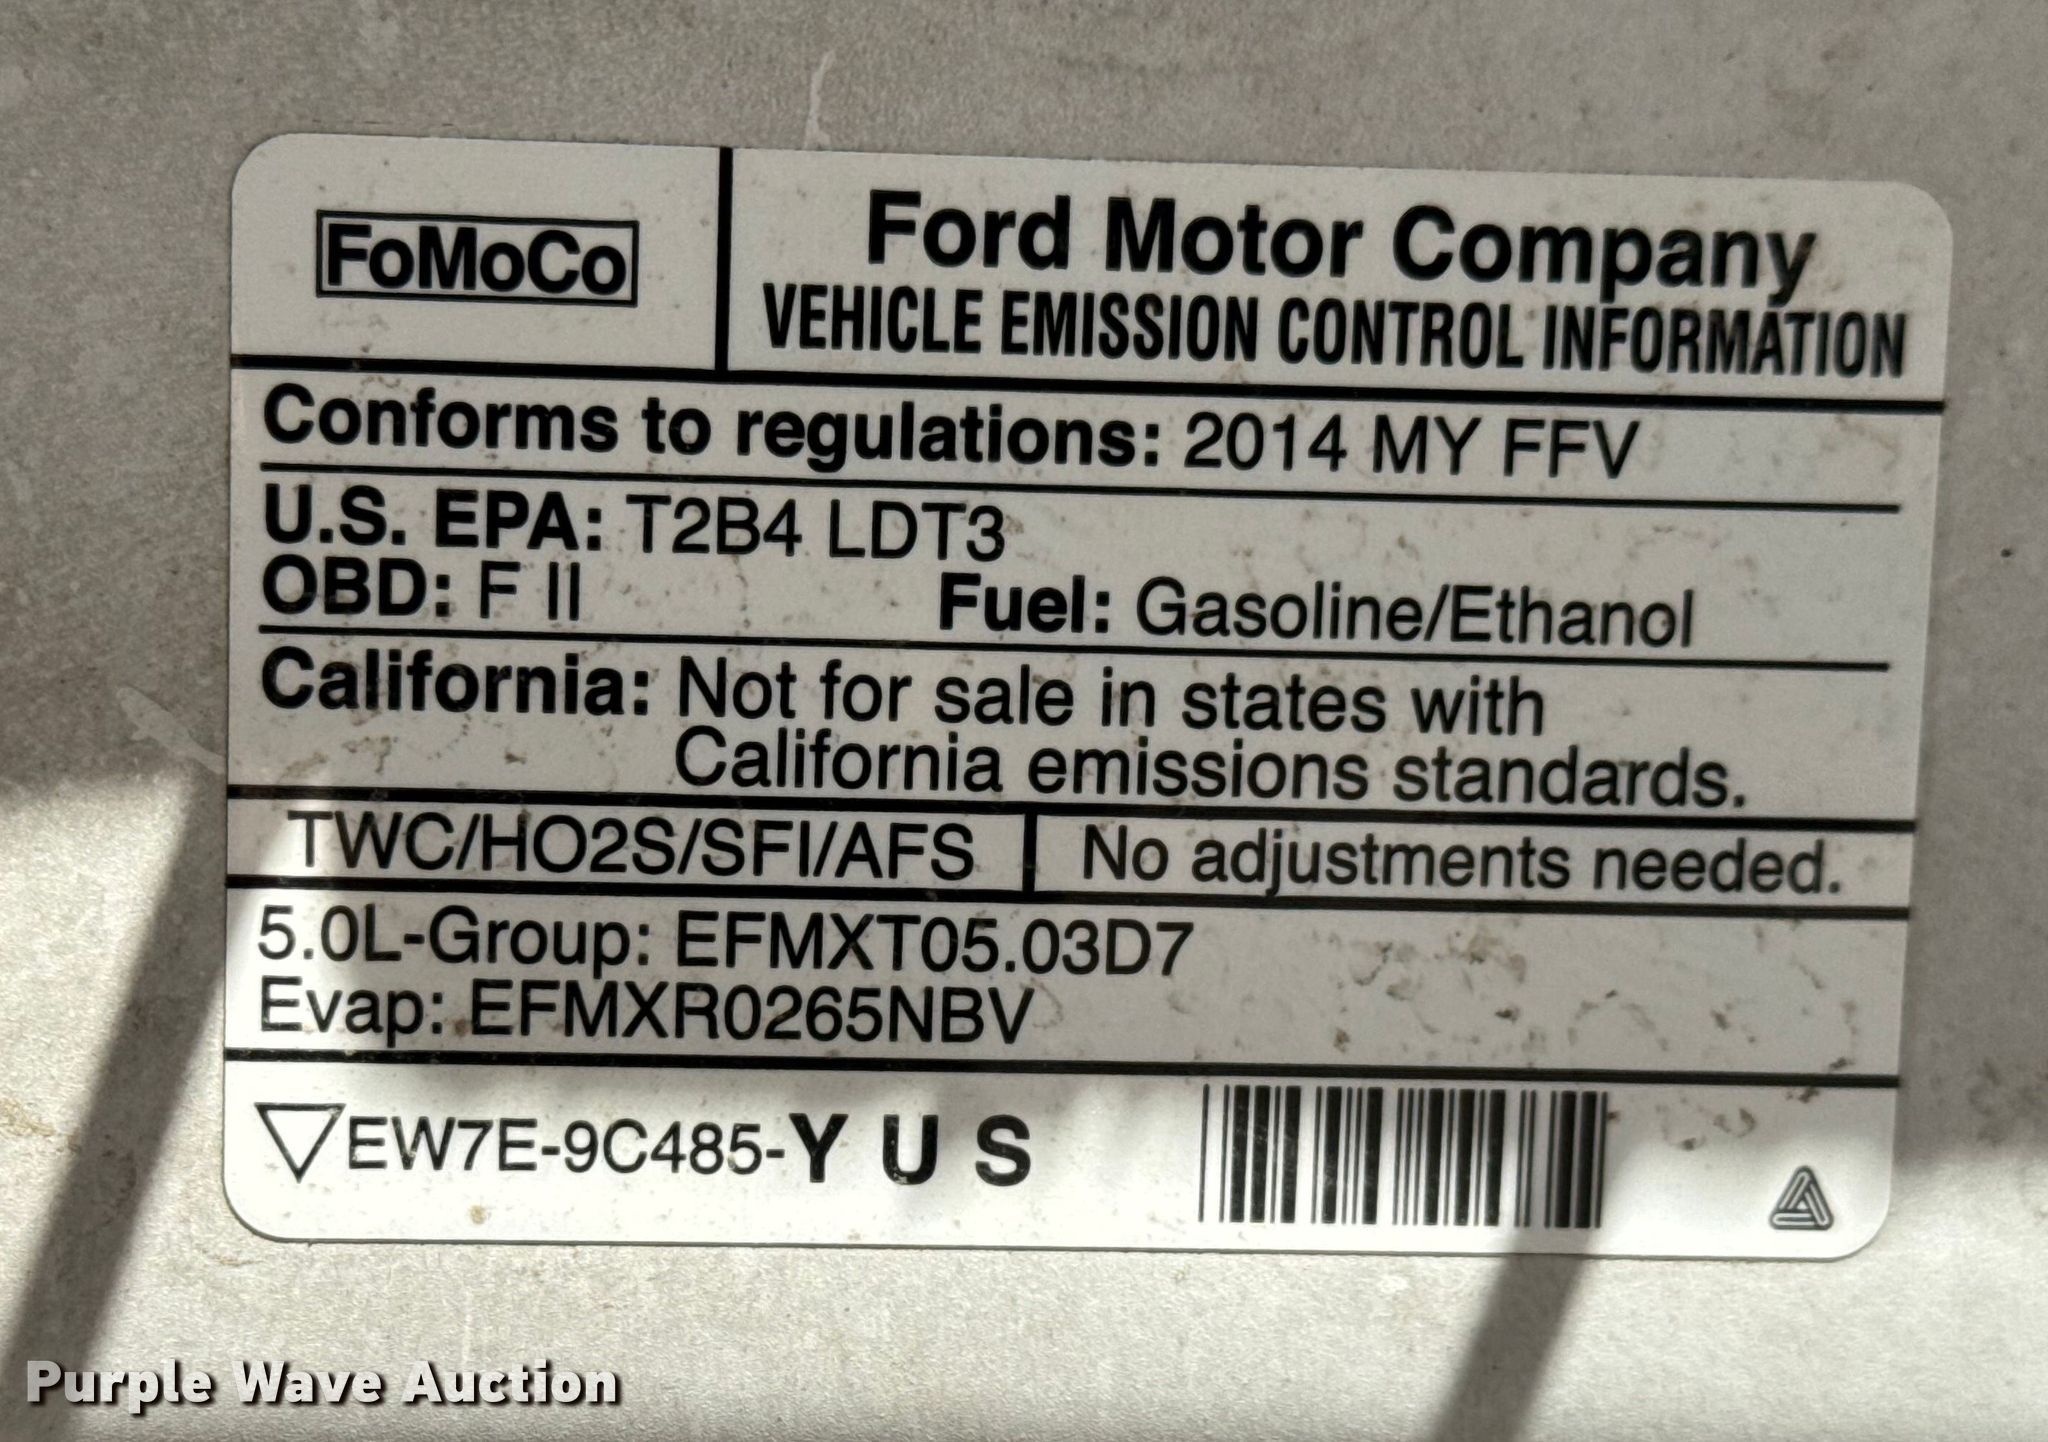 FoMoCo
Ford Motor Company
VEHICLE EMISSION CONTROL INFORMATION
Conforms to regulations: 2014 MY FFV
U.S. EPA: T2B4 LDT3
OBD: F II Fuel: Gasoline/Ethanol
California: Not for sale in states with
California emissions standards.
TWC/HO2S/SFI/AFS No adjustments needed.
5.0L-Group: EFMXT05.03D7
Evap: EFMXR0265NBV
EW7E-9C485-Y U S
Purple Wave Auction